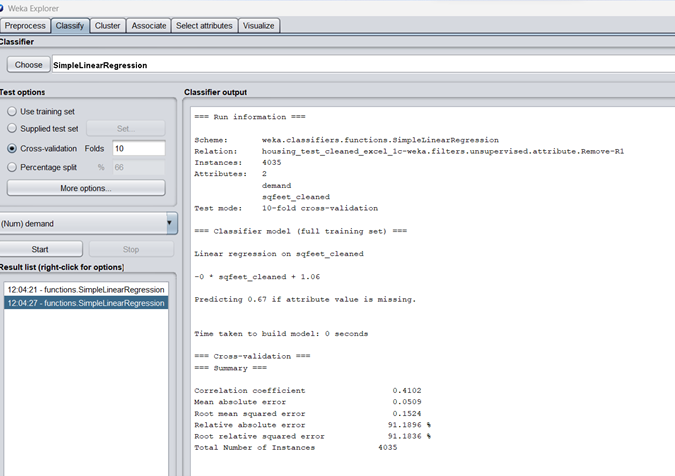 Weka Explorer
Preprocess Classify Cluster Associate Select attributes Visualize
Classifier
Choose SimpleLinearRegression
Test options
Use training set
Supplied test set Set...
Cross-validation Folds 10
Percentage split % 66
More options...
(Num) demand
Start Stop
Result list (right-click for options)
12:04:21 - functions.SimpleLinearRegression
12:04:27 - functions.SimpleLinearRegression
Classifier output
=== Run information ===
Scheme: weka.classifiers.functions.SimpleLinearRegression
Relation: housing_test_cleaned_excel_1c-weka.filters.unsupervised.attribute.Remove-R1
Instances: 4035
Attributes: 2
demand
sqfeet_cleaned
Test mode: 10-fold cross-validation
=== Classifier model (full training set) ===
Linear regression on sqfeet_cleaned
-0 * sqfeet_cleaned + 1.06
Predicting 0.67 if attribute value is missing.
Time taken to build model: 0 seconds
=== Cross-validation ===
=== Summary ===
Correlation coefficient 0.4102
Mean absolute error 0.0509
Root mean squared error 0.1524
Relative absolute error 91.1896 %
Root relative squared error 91.1836 %
Total Number of Instances 4035